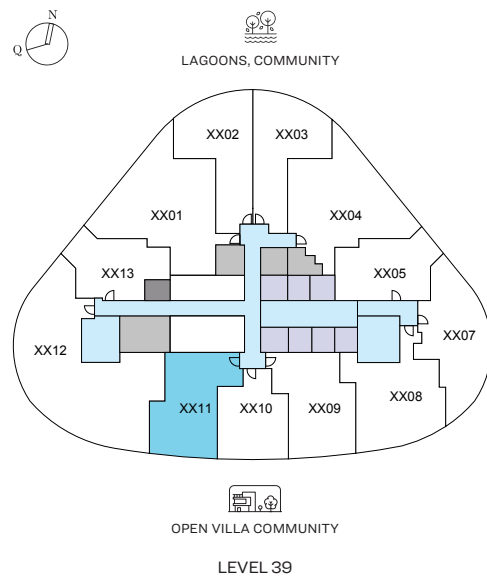 N
Q
LAGOONS, COMMUNITY
XX02
XX03
XX01
XX04
XX13
XX05
XX12
XX07
XX11
XX10
XX09
XX08
OPEN VILLA COMMUNITY
LEVEL 39